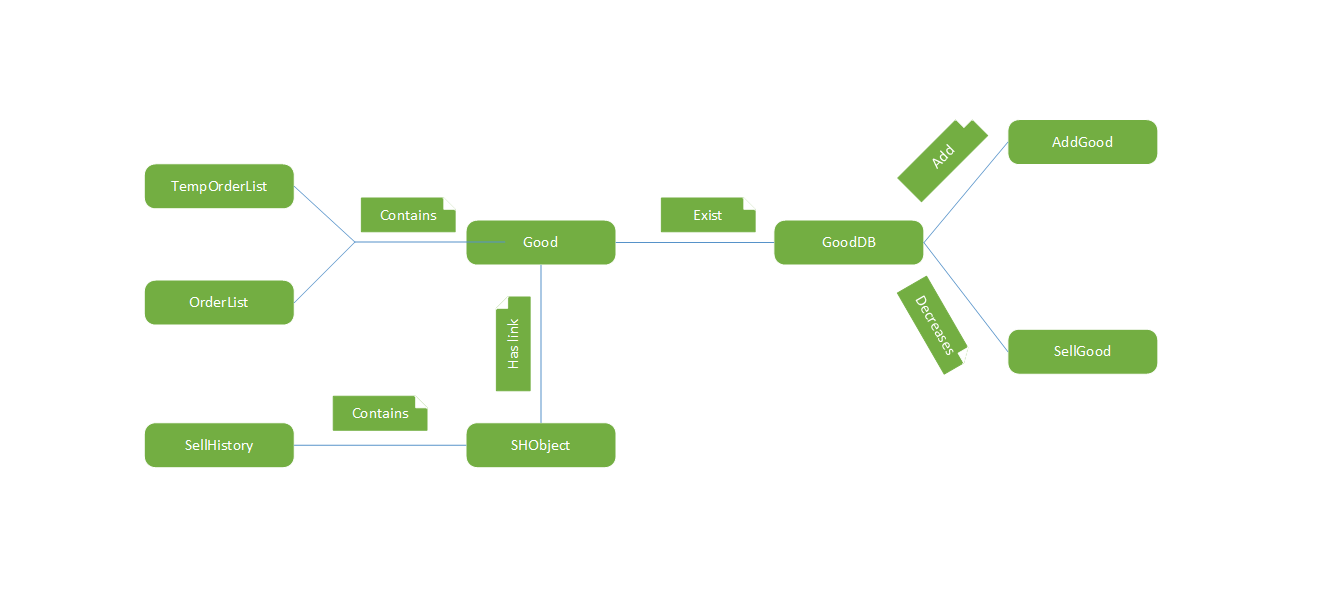 Add
AddGood
TempOrderList
Contains
Exist
Good
GoodDB
OrderList
Has link
Decreases
SellGood
Contains
SellHistory
SHObject